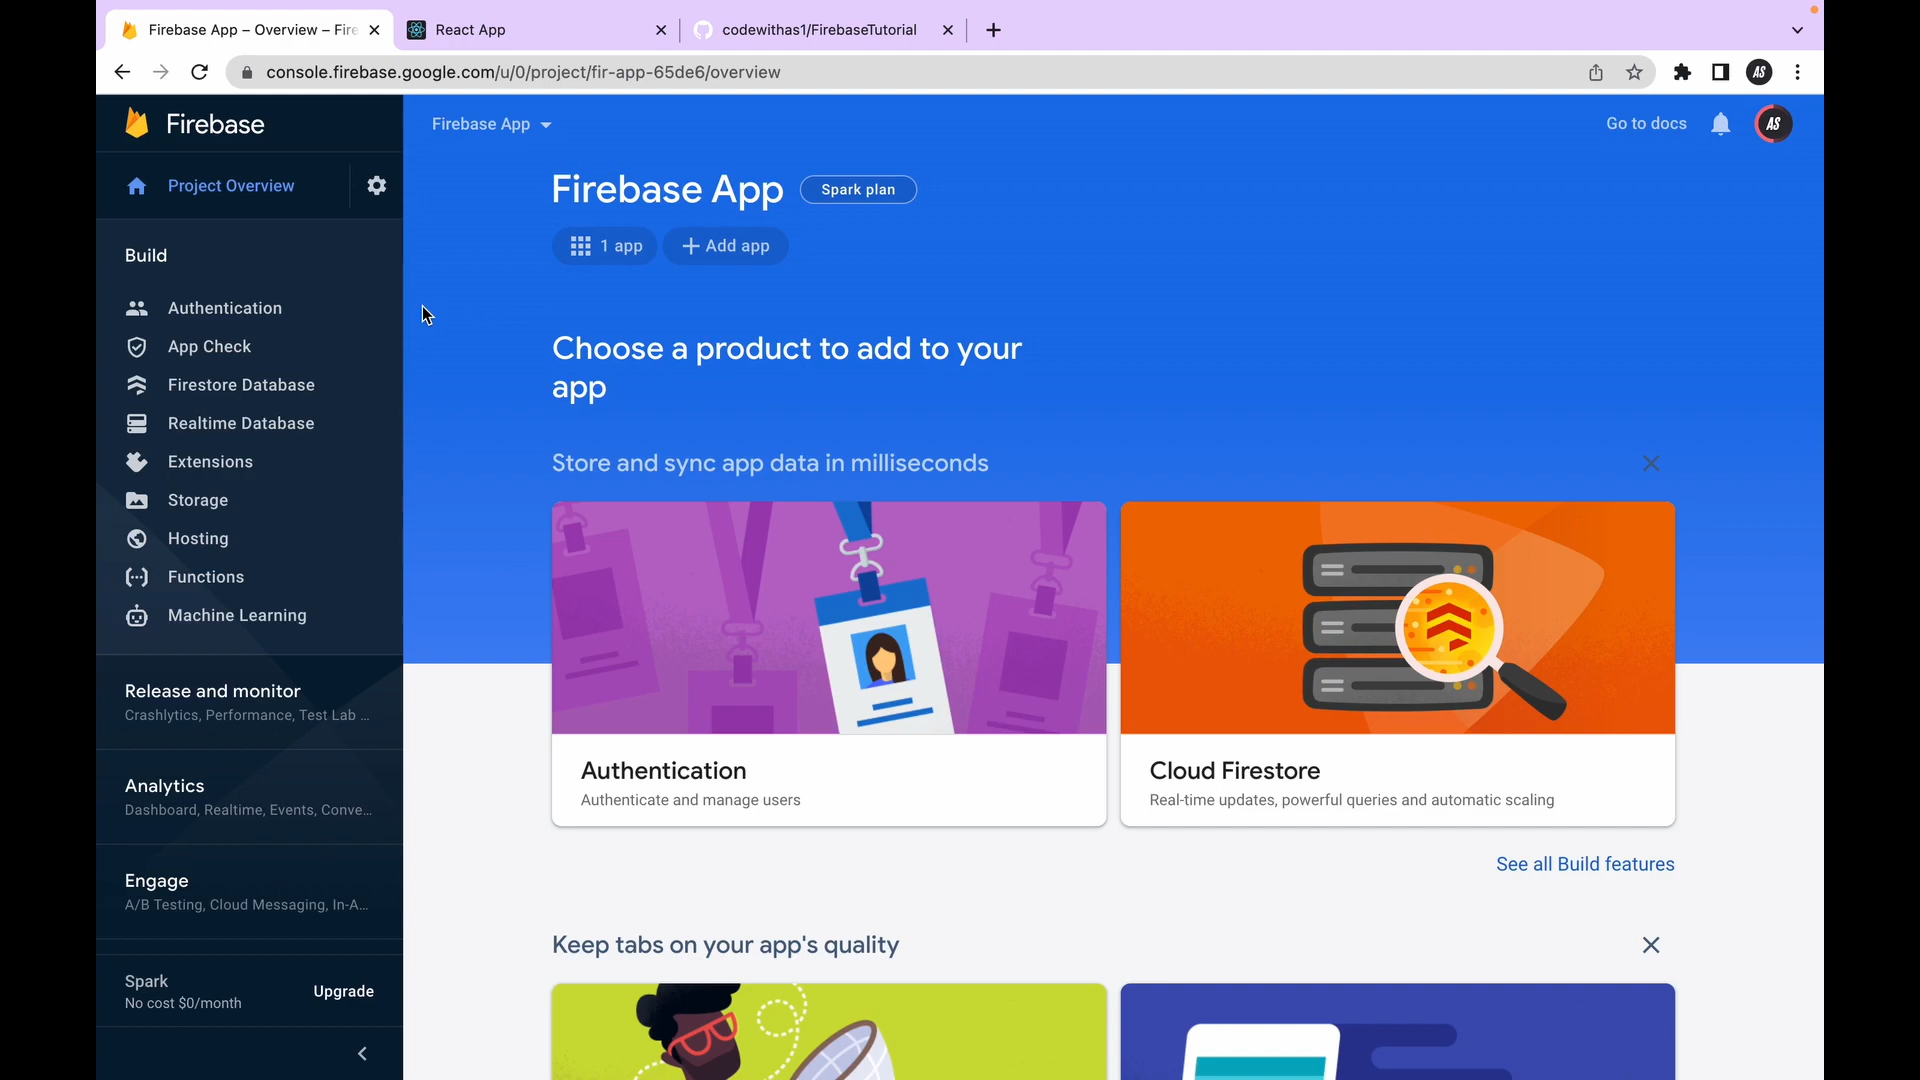 Firebase App – Overview – Fire
React App
codewithas1/FirebaseTutorial
console.firebase.google.com/u/0/project/fir-app-65de6/overview
AS
Firebase
Firebase App
Go to docs
AS
Project Overview
Firebase App
Spark plan
1 app
Add app
Build
Authentication
App Check
Firestore Database
Realtime Database
Extensions
Storage
Hosting
Functions
Machine Learning
Choose a product to add to your
app
Store and sync app data in milliseconds
Authentication
Authenticate and manage users
Cloud Firestore
Real-time updates, powerful queries and automatic scaling
See all Build features
Release and monitor
Crashlytics, Performance, Test Lab ...
Analytics
Dashboard, Realtime, Events, Conve...
Engage
A/B Testing, Cloud Messaging, In-A...
Keep tabs on your app's quality
Spark
No cost $0/month
Upgrade